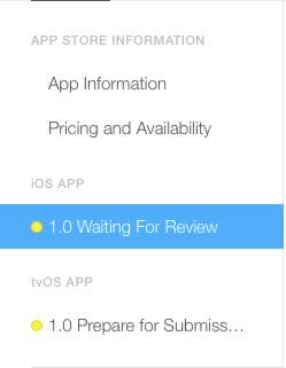 APP STORE INFORMATION
App Information
Pricing and Availability
iOS APP
1.0 Waiting For Review
tvOS APP
1.0 Prepare for Submiss...